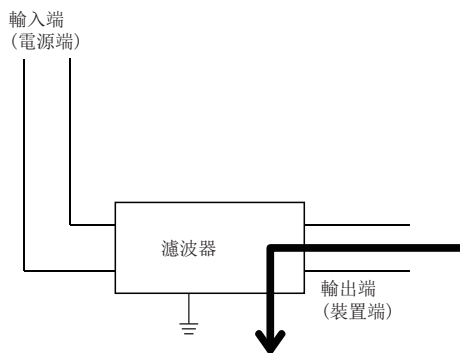 輸入端
（電源端）
濾波器
輸出端
（裝置端）